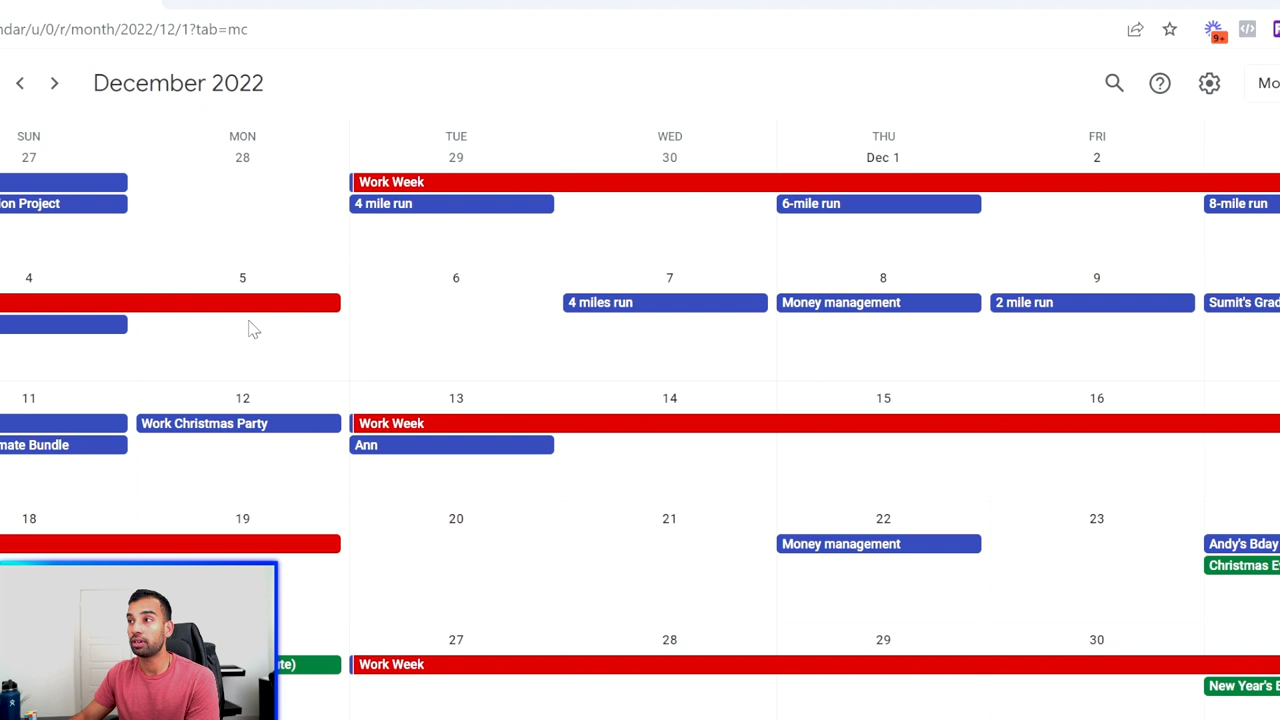 ndar/u/0/r/month/2022/12/1?tab=mc
9+
December 2022
Mo
SUN MON TUE WED THU FRI
27 28 29 30 Dec 1 2
Work Week
ion Project 4 mile run 6-mile run 8-mile run
4 5 6 7 8 9
4 miles run Money management 2 mile run Sumit's Grad
11 12 13 14 15 16
Work Christmas Party Work Week
mate Bundle Ann
18 19 20 21 22 23
Money management Andy's Bday
Christmas E
27 28 29 30
te) Work Week
New Year's E